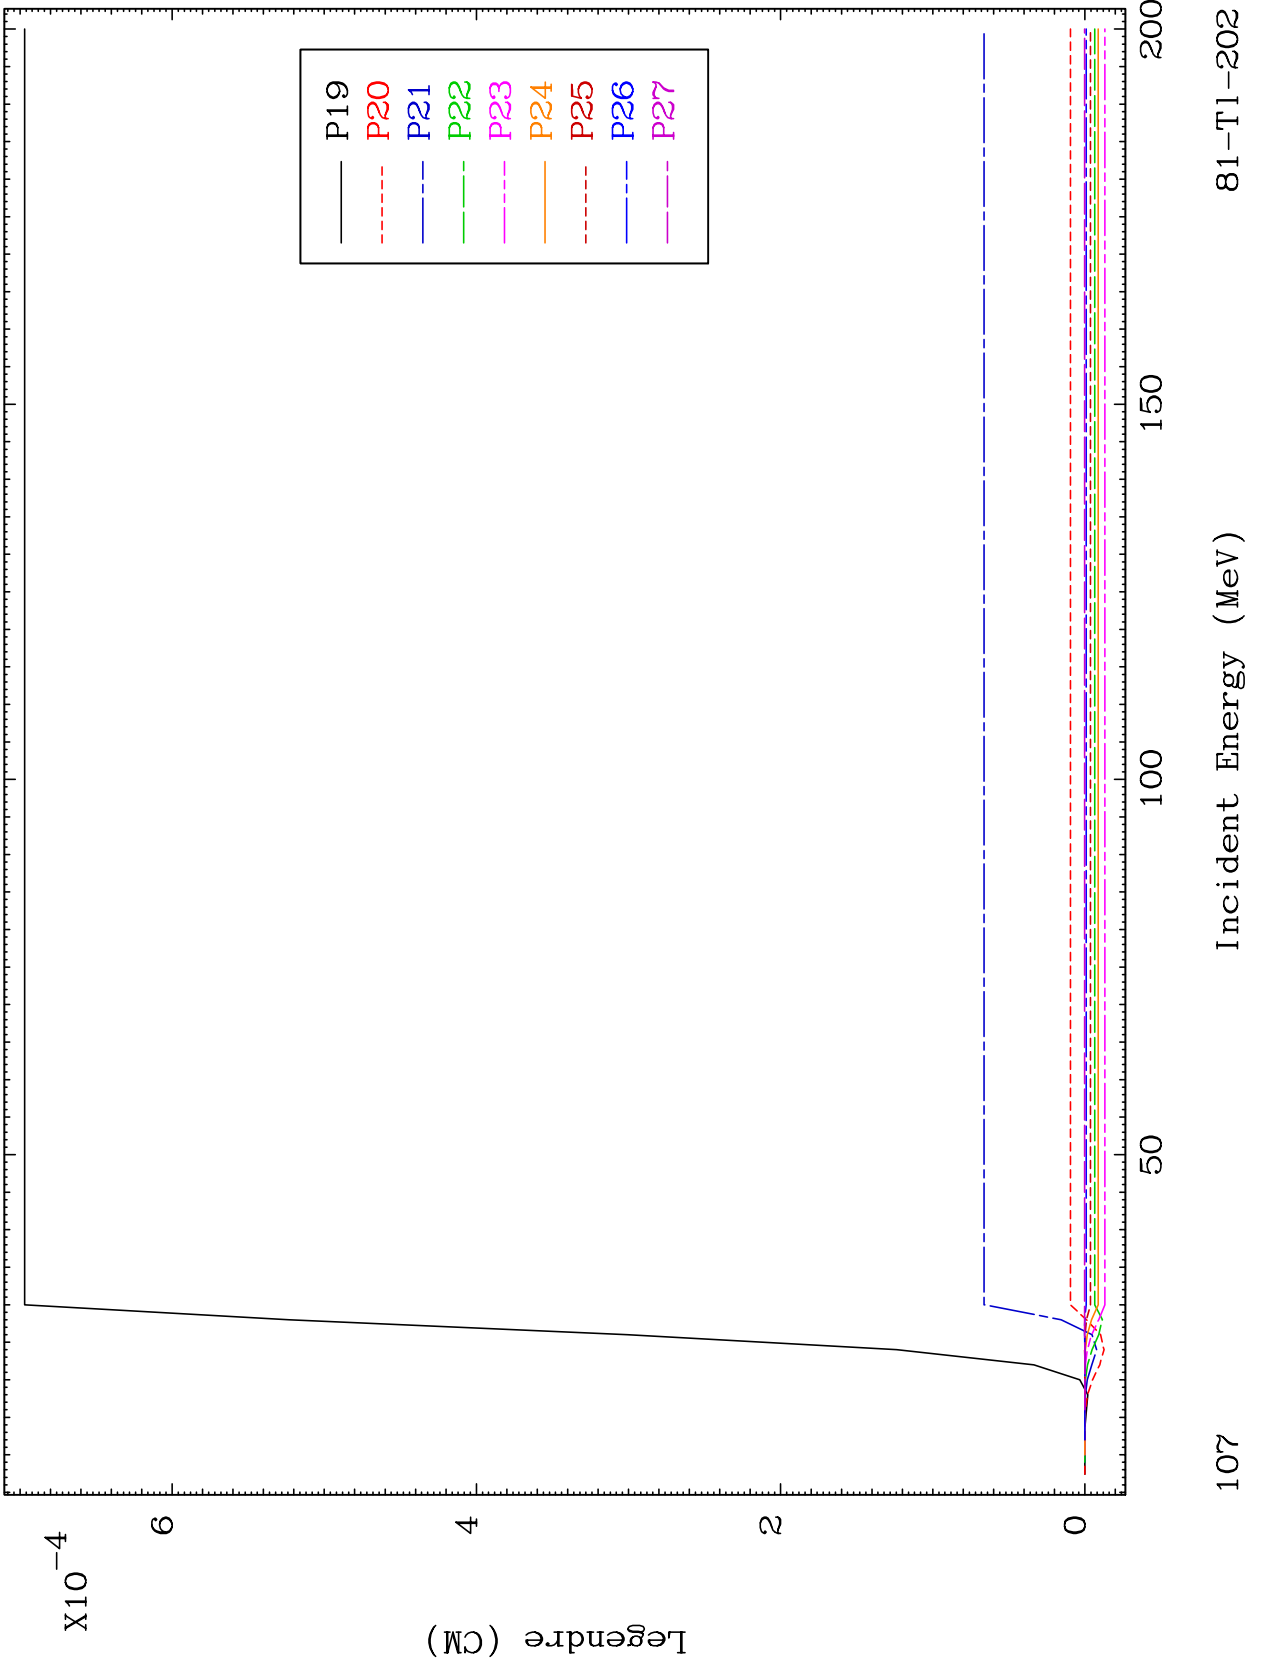 X10
-4
6
4
2
0
Legendre (CM)
P19
P20
P21
P22
P23
P24
P25
P26
P27
50
100
150
200
107
Incident Energy (MeV)
81-Tl-202